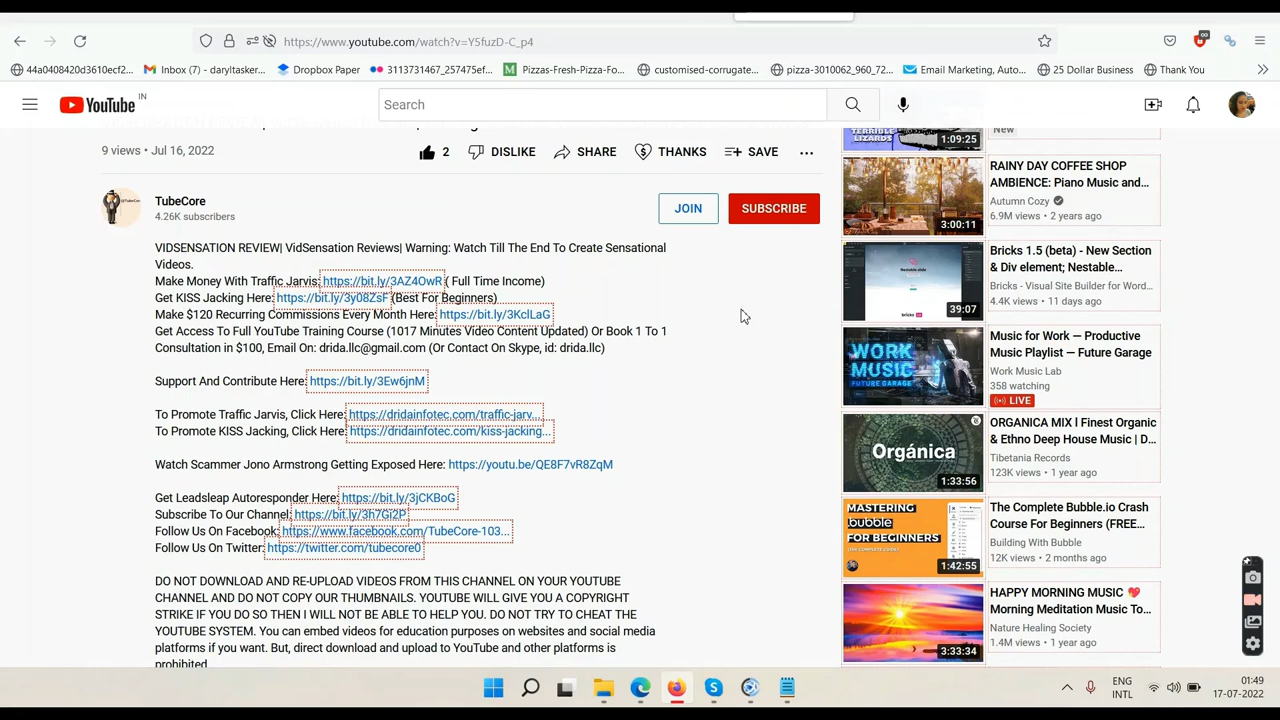 https://www.youtube.com/watch?v=Y5fuzD-C_p4
44a0408420d3610ecf2...
Inbox (7) - daryltasker...
Dropbox Paper
3113731467_257475ef...
Pizzas-Fresh-Pizza-Fo...
customised-corrugate...
pizza-3010062_960_72...
Email Marketing, Auto...
25 Dollar Business
Thank You
YouTube IN
Search
9 views • Jul 16, 2022
2
DISLIKE
SHARE
THANKS
SAVE
TubeCore
4.26K subscribers
JOIN
SUBSCRIBE
VIDSENSATION REVIEW| VidSensation Reviews| Warning: Watch Till The End To Create Sensational
Videos.
Make Money With Traffic Jarvis: https://bit.ly/3AZ4OwR ( Full Time Income)
Get KISS Jacking Here: https://bit.ly/3y08ZsF (Best For Beginners)
Make $120 Recurring Commissions Every Month Here: https://bit.ly/3KclLaG
Get Access To Full YouTube Training Course (1017 Minutes Video Content Updated) Or Book 1 To 1
Consultation in $100, Email On: drida.llc@gmail.com (Or Contact On Skype, id: drida.llc)
Support And Contribute Here: https://bit.ly/3Ew6jnM
To Promote Traffic Jarvis, Click Here: https://dridainfotec.com/traffic-jarv...
To Promote KISS Jacking, Click Here: https://dridainfotec.com/kiss-jacking...
Watch Scammer Jono Armstrong Getting Exposed Here: https://youtu.be/QE8F7vR8ZqM
Get Leadsleap Autoresponder Here: https://bit.ly/3jCKBoG
Subscribe To Our Channel: https://bit.ly/3h7Gi2P
Follow Us On Facebook: https://www.facebook.com/TubeCore-103...
Follow Us On Twitter: https://twitter.com/tubecore0
DO NOT DOWNLOAD AND RE-UPLOAD VIDEOS FROM THIS CHANNEL ON YOUR YOUTUBE
CHANNEL AND DO NOT COPY OUR THUMBNAILS. YOUTUBE WILL GIVE YOU A COPYRIGHT
STRIKE IF YOU DO SO THEN I WILL NOT BE ABLE TO HELP YOU. DO NOT TRY TO CHEAT THE
YOUTUBE SYSTEM. You can embed videos for education purposes on websites and social media
platforms if you want. But, direct download and upload to YouTube and other platforms is
prohibited
TERRIBLE
LIZARDS
1:09:25
New
3:00:11
RAINY DAY COFFEE SHOP
AMBIENCE: Piano Music and...
Autumn Cozy
6.9M views • 2 years ago
39:07
Bricks 1.5 (beta) - New Section
& Div element; Nestable...
Bricks - Visual Site Builder for Word...
4.4K views • 11 days ago
WORK
MUSIC
FUTURE GARAGE
Music for Work — Productive
Music Playlist — Future Garage
Work Music Lab
358 watching
LIVE
Orgánica
1:33:56
ORGANICA MIX l Finest Organic
& Ethno Deep House Music | D...
Tibetania Records
123K views • 1 year ago
MASTERING
bubble
FOR BEGINNERS
1:42:55
The Complete Bubble.io Crash
Course For Beginners (FREE...
Building With Bubble
12K views • 2 months ago
3:33:34
HAPPY MORNING MUSIC 💖
Morning Meditation Music To...
Nature Healing Society
1.4M views • 1 year ago
ENG
INTL
01:49
17-07-2022